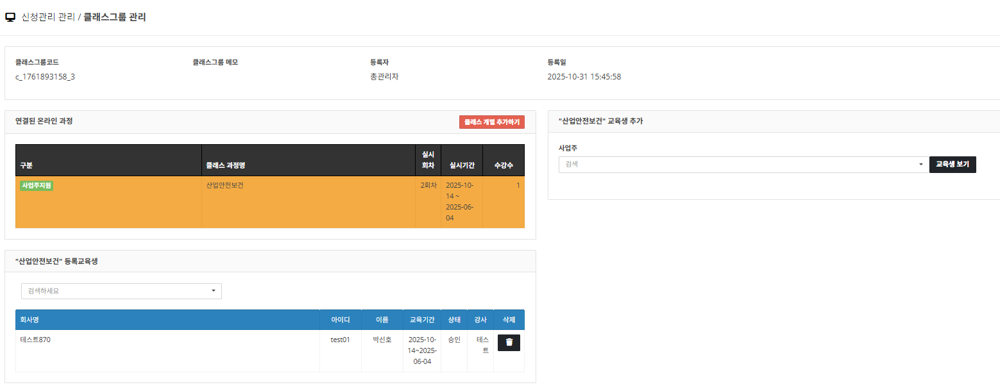 신청관리 관리 / 클래스그룹 관리
클래스그룹코드
클래스그룹 메모
등록자
등록일
c_1761893158_3
총관리자
2025-10-31 15:45:58
연결된 온라인 과정
클래스 개별 추가하기
구분
클래스 과정명
실시
회차
실시기간
수강수
사업주지원
산업안전보건
2회차
2025-10-
14 ~
2025-06-
04
1
"산업안전보건" 교육생 추가
사업주
검색
교육생 보기
"산업안전보건" 등록교육생
검색하세요
회사명
아이디
이름
교육기간
상태
강사
삭제
테스트870
test01
박선호
2025-10-
14~2025-
06-04
승인
테스
트